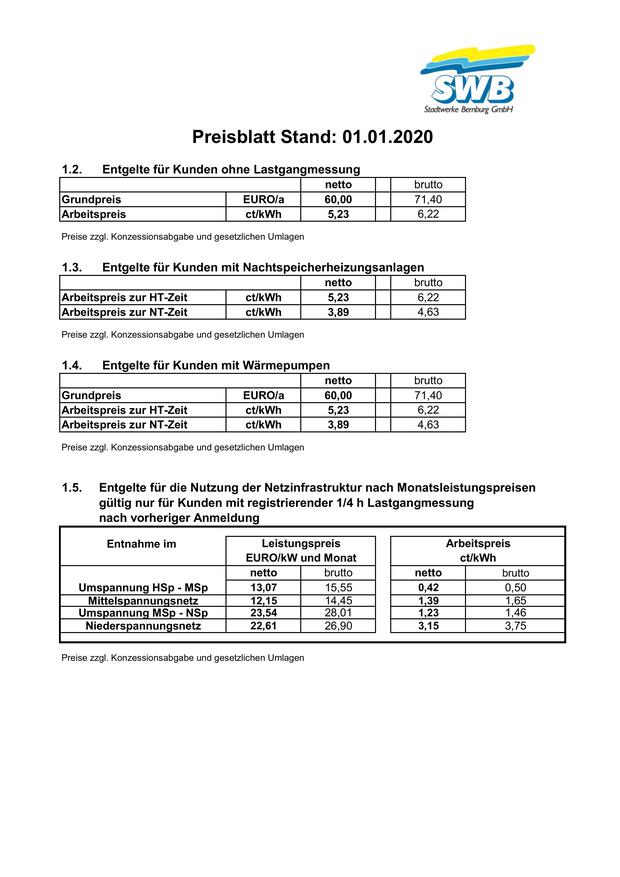 SWB
Stadtwerke Bernburg GmbH
Preisblatt Stand: 01.01.2020
1.2. Entgelte für Kunden ohne Lastgangmessung
netto brutto
Grundpreis EURO/a 60,00 71,40
Arbeitspreis ct/kWh 5,23 6,22
Preise zzgl. Konzessionsabgabe und gesetzlichen Umlagen
1.3. Entgelte für Kunden mit Nachtspeicherheizungsanlagen
netto brutto
Arbeitspreis zur HT-Zeit ct/kWh 5,23 6,22
Arbeitspreis zur NT-Zeit ct/kWh 3,89 4,63
Preise zzgl. Konzessionsabgabe und gesetzlichen Umlagen
1.4. Entgelte für Kunden mit Wärmepumpen
netto brutto
Grundpreis EURO/a 60,00 71,40
Arbeitspreis zur HT-Zeit ct/kWh 5,23 6,22
Arbeitspreis zur NT-Zeit ct/kWh 3,89 4,63
Preise zzgl. Konzessionsabgabe und gesetzlichen Umlagen
1.5. Entgelte für die Nutzung der Netzinfrastruktur nach Monatsleistungspreisen
gültig nur für Kunden mit registrierender 1/4 h Lastgangmessung
nach vorheriger Anmeldung
Entnahme im Leistungspreis Arbeitspreis
EURO/kW und Monat ct/kWh
netto brutto netto brutto
Umspannung HSp - MSp 13,07 15,55 0,42 0,50
Mittelspannungsnetz 12,15 14,45 1,39 1,65
Umspannung MSp - NSp 23,54 28,01 1,23 1,46
Niederspannungsnetz 22,61 26,90 3,15 3,75
Preise zzgl. Konzessionsabgabe und gesetzlichen Umlagen